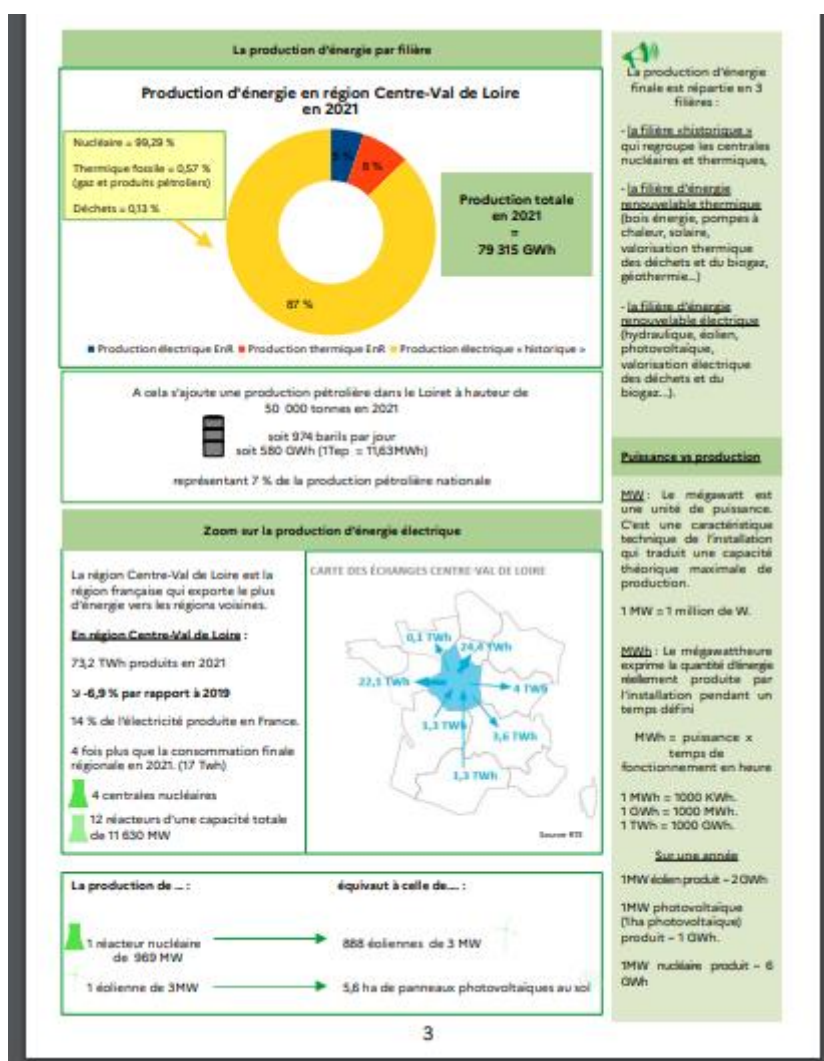 La production d'énergie par filière
Production d'énergie en région Centre-Val de Loire
en 2021
Nucléaire = 99,29 %
Thermique fossile = 0,57 %
(gaz et produits pétroliers)
Déchets = 0,13 %
5 %
8 %
87 %
Production totale
en 2021
=
79 315 GWh
Production électrique EnR Production thermique EnR Production électrique « historique »
A cela s'ajoute une production pétrolière dans le Loiret à hauteur de
50 000 tonnes en 2021
soit 974 barils par jour
soit 580 GWh (1Tep = 11,63MWh)
représentant 7 % de la production pétrolière nationale
Zoom sur la production d'énergie électrique
La région Centre-Val de Loire est la
région française qui exporte le plus
d'énergie vers les régions voisines.
En région Centre-Val de Loire :
73,2 TWh produits en 2021
↘ -6,9 % par rapport à 2019
14 % de l'électricité produite en France.
4 fois plus que la consommation finale
régionale en 2021. (17 Twh)
4 centrales nucléaires
12 réacteurs d'une capacité totale
de 11 630 MW
CARTE DES ÉCHANGES CENTRE-VAL DE LOIRE
0,1 TWh
24,4 TWh
4 TWh
3,6 TWh
Source RTE
La production de ... :
équivaut à celle de.... :
1 réacteur nucléaire
de 969 MW
888 éoliennes de 3 MW
1 éolienne de 3MW
5,6 ha de panneaux photovoltaïques au sol
La production d'énergie
finale est répartie en 3
filières :
- la filière «historique »
qui regroupe les centrales
nucléaires et thermiques,
- la filière d'énergie
renouvelable thermique
(bois énergie, pompes à
chaleur, solaire,
valorisation thermique
des déchets et du biogaz,
géothermie...)
- la filière d'énergie
renouvelable électrique
(hydraulique, éolien,
photovoltaïque,
valorisation électrique
des déchets et du
biogaz...).
Puissance vs production
MW : Le mégawatt est
une unité de puissance.
C'est une caractéristique
technique de l'installation
qui traduit une capacité
théorique maximale de
production.
1 MW = 1 million de W.
MWh : Le mégawattheure
exprime la quantité d'énergie
réellement produite par
l'installation pendant un
temps défini
MWh = puissance x
temps de
fonctionnement en heure
1 MWh = 1000 KWh.
1 GWh = 1000 MWh.
1 TWh = 1000 GWh.
Sur une année
1MW éolien produit ~ 2 GWh
1MW photovoltaïque
(1ha photovoltaïque)
produit ~ 1 GWh.
1MW nucléaire produit ~ 6
GWh
3